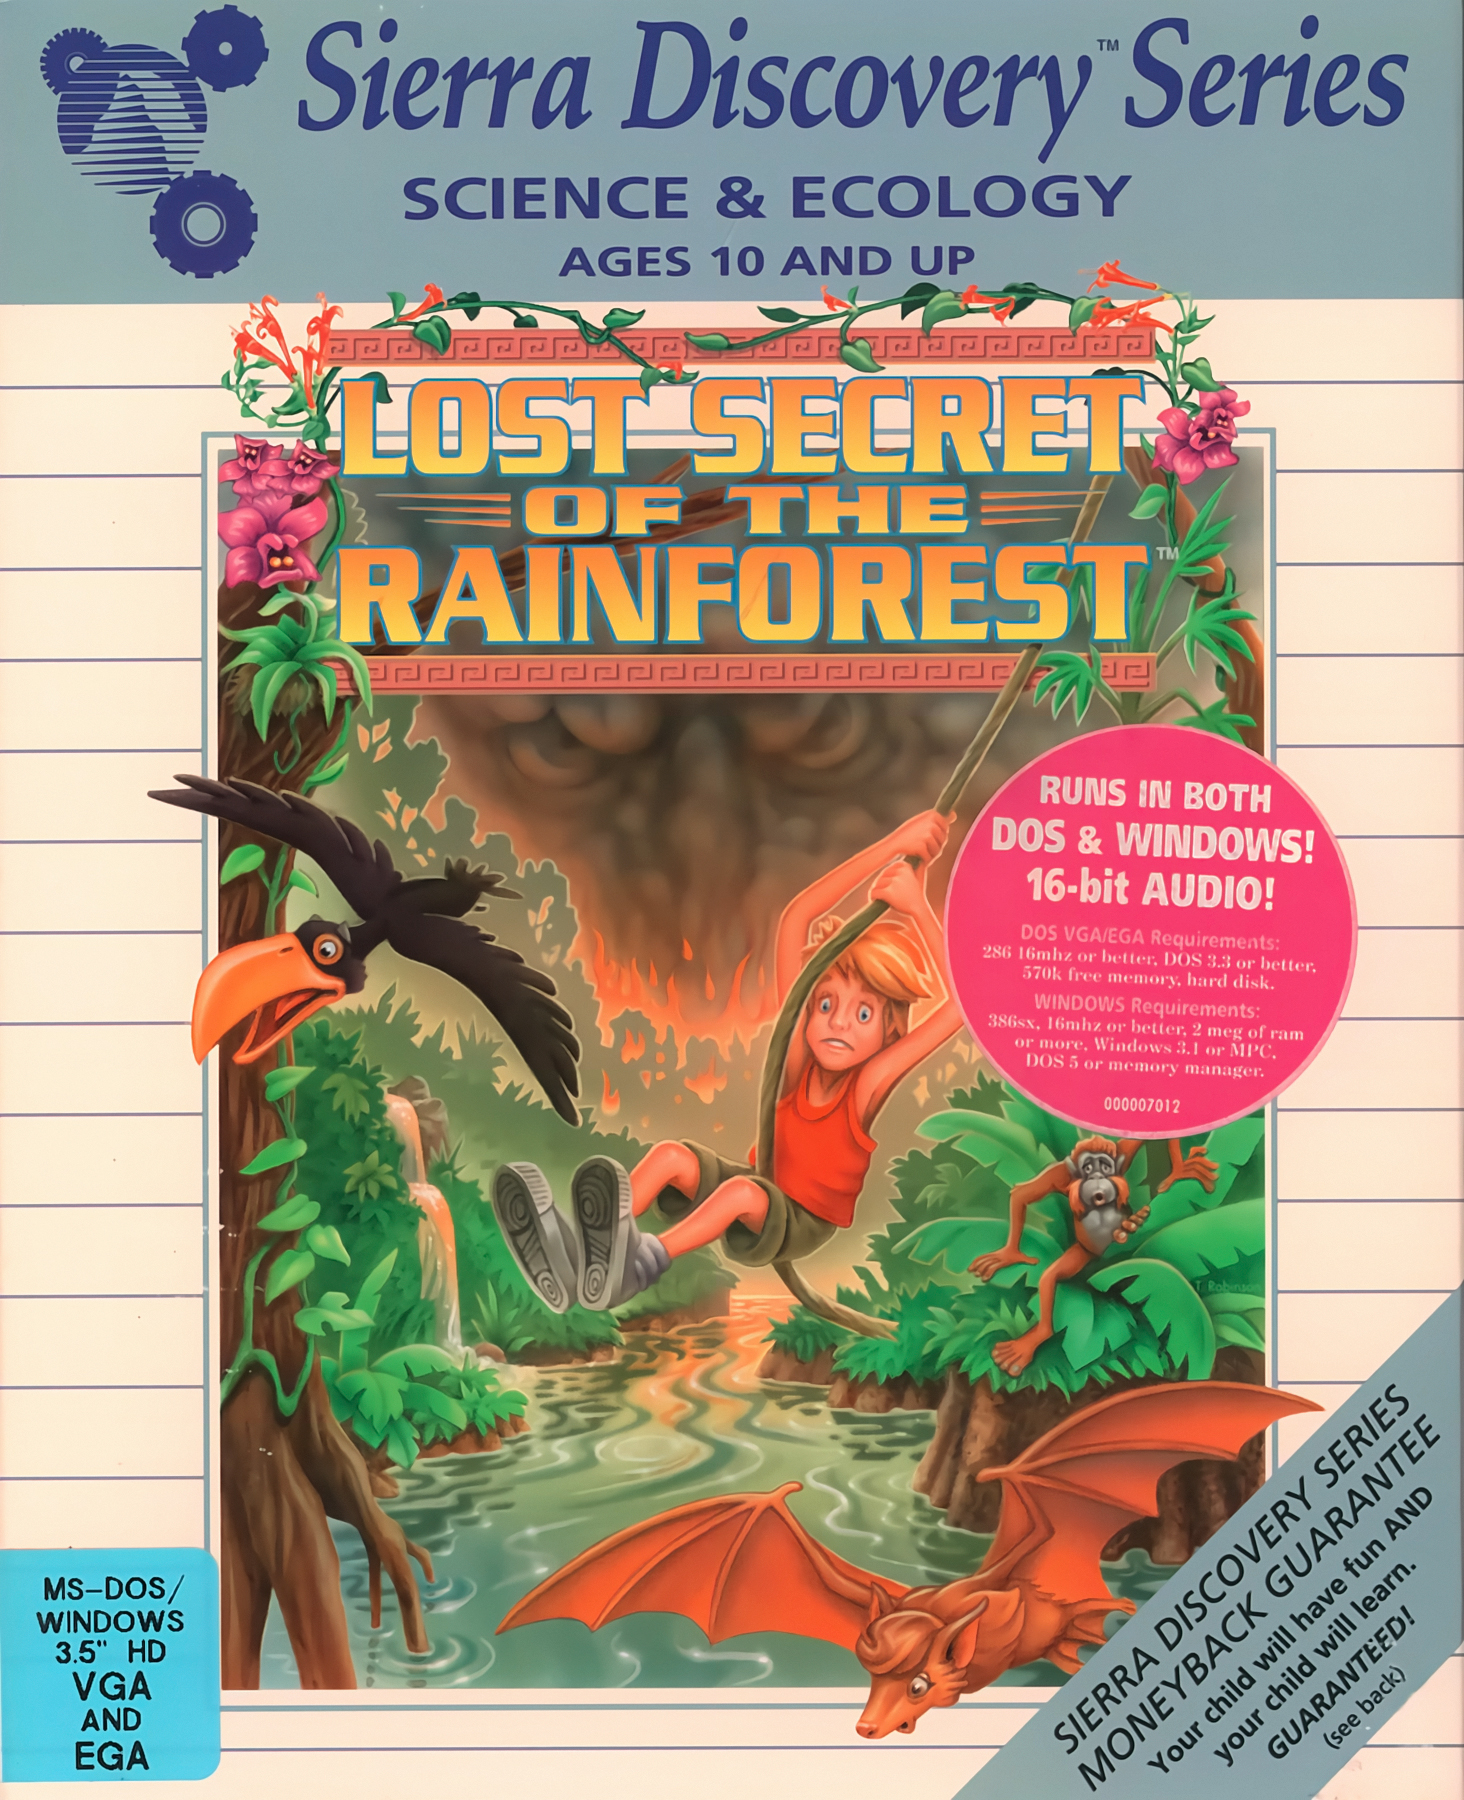 Sierra Discovery™ Series
SCIENCE & ECOLOGY
AGES 10 AND UP
LOST SECRET
OF THE
RAINFOREST™
RUNS IN BOTH
DOS & WINDOWS!
16-bit AUDIO!
DOS VGA/EGA Requirements:
286 16mhz or better, DOS 3.3 or better,
570k free memory, hard disk.
WINDOWS Requirements:
386sx, 16mhz or better, 2 meg of ram
or more, Windows 3.1 or MPC,
DOS 5 or memory manager.
000007012
T. Robinson
MS-DOS/
WINDOWS
3.5" HD
VGA
AND
EGA
SIERRA DISCOVERY SERIES
MONEYBACK GUARANTEE
Your child will have fun AND
your child will learn.
GUARANTEED!
(see back)